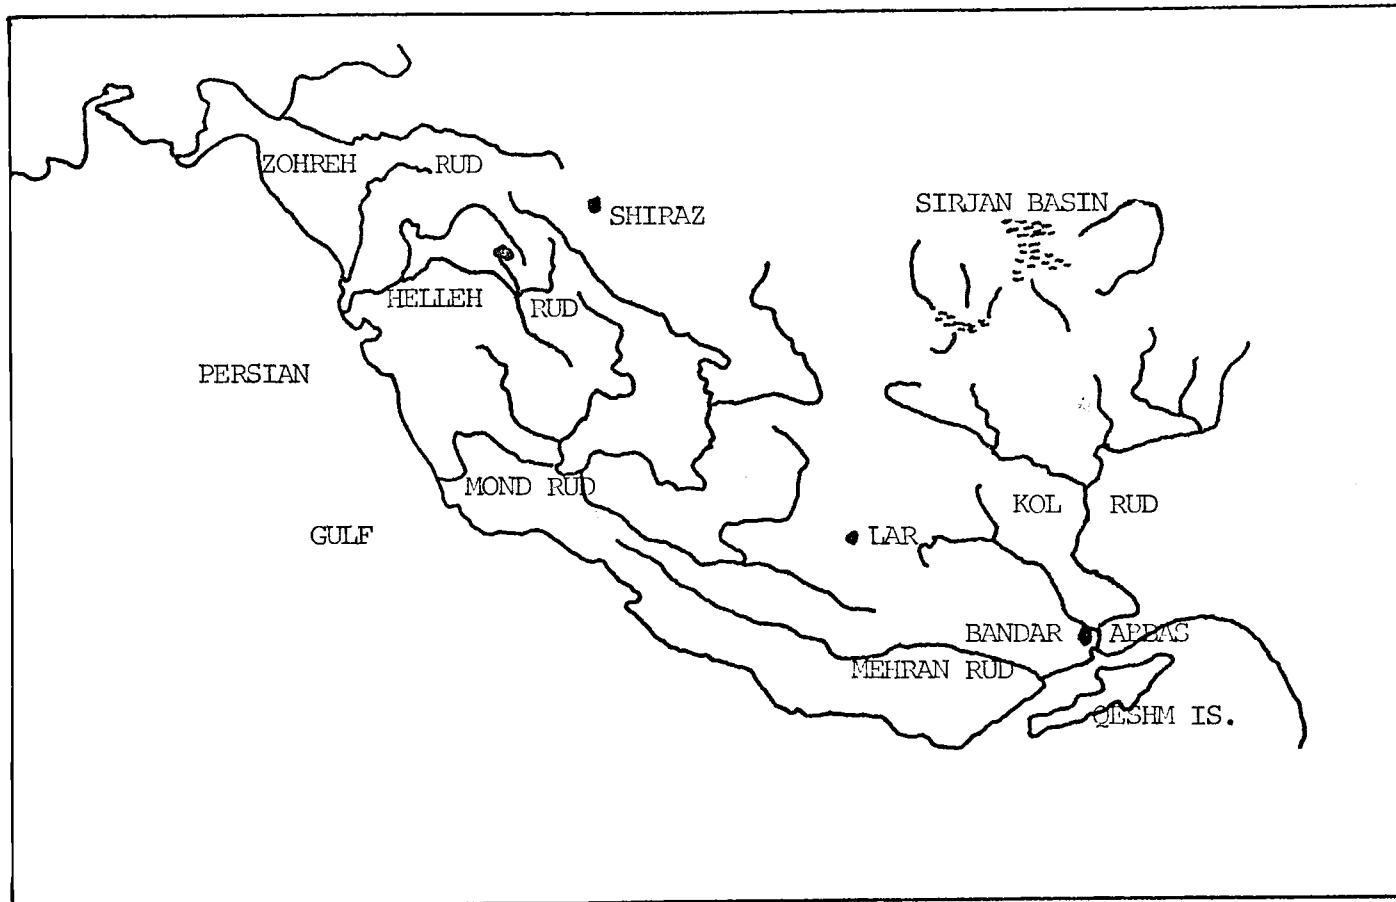 ZOHREH RUD
SIRJAN BASIN
SHIRAZ
HELLEH RUD
PERSIAN
MOND RUD
KOL RUD
GULF
LAR
BANDAR ABBAS
MEHRAN RUD
QESHM IS.